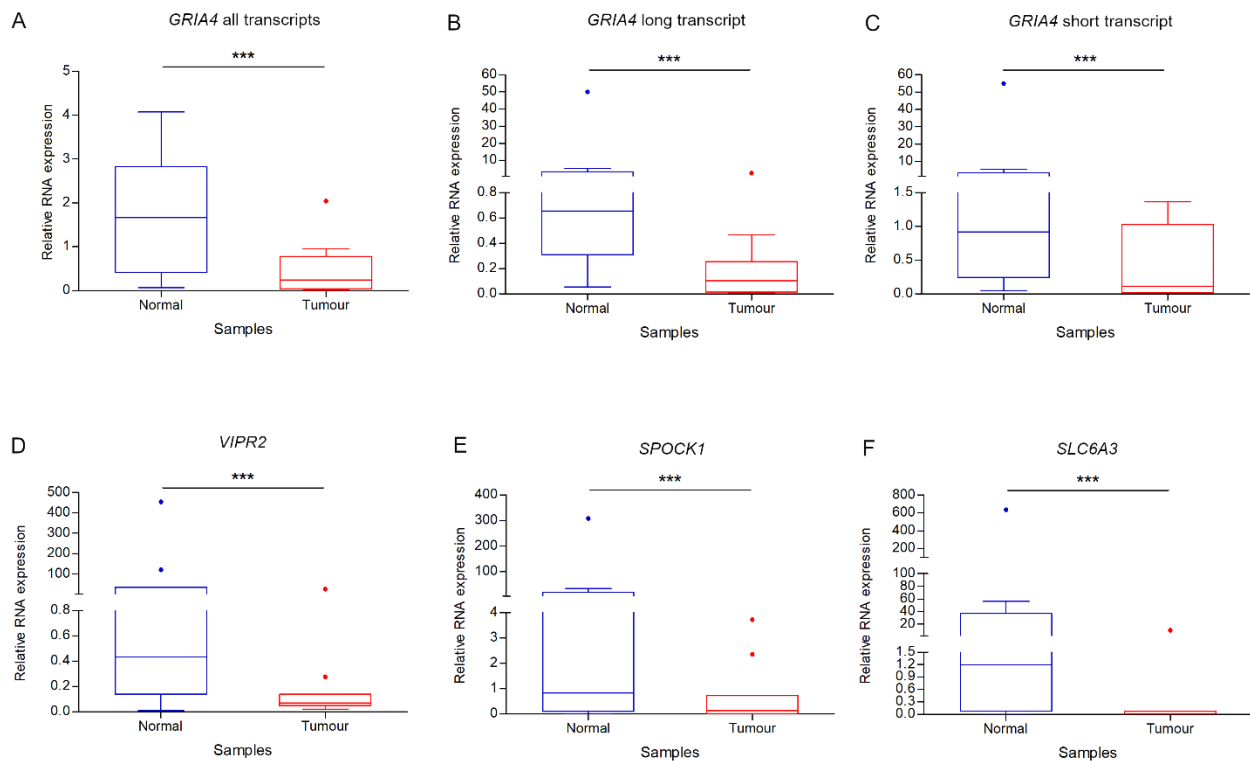 A
GRIA4 all transcripts
***
Relative RNA expression
5
4
3
2
1
0
Normal
Tumour
Samples
B
GRIA4 long transcript
***
Relative RNA expression
60
50
40
30
20
10
0.8
0.6
0.4
0.2
0.0
Normal
Tumour
Samples
C
GRIA4 short transcript
***
Relative RNA expression
60
50
40
30
20
10
1.5
1.0
0.5
0.0
Normal
Tumour
Samples
D
VIPR2
***
Relative RNA expression
500
400
300
200
100
0.8
0.6
0.4
0.2
0.0
Normal
Tumour
Samples
E
SPOCK1
***
Relative RNA expression
400
300
200
100
4
3
2
1
0
Normal
Tumour
Samples
F
SLC6A3
***
Relative RNA expression
800
600
400
200
100
80
60
40
20
1.5
1.2
0.9
0.6
0.3
0.0
Normal
Tumour
Samples